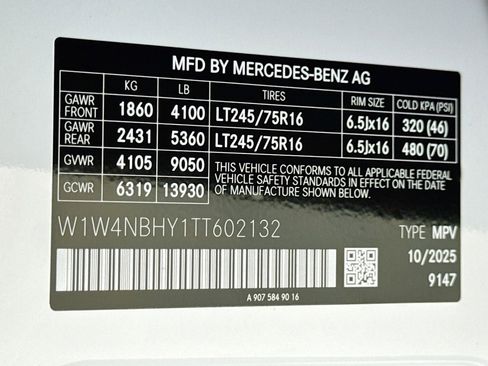 MFD BY MERCEDES-BENZ AG
KG LB TIRES RIM SIZE COLD KPA (PSI)
GAWR FRONT 1860 4100 LT245/75R16 6.5Jx16 320 (46)
GAWR REAR 2431 5360 LT245/75R16 6.5Jx16 480 (70)
GVWR 4105 9050 THIS VEHICLE CONFORMS TO ALL APPLICABLE FEDERAL MOTOR
GCWR 6319 13930 VEHICLE SAFETY STANDARDS IN EFFECT ON THE DATE OF MANUFACTURE SHOWN.
W1W4NBHY1TT602132 TYPE MPV
10/2025
9147
A 907 584 90 16